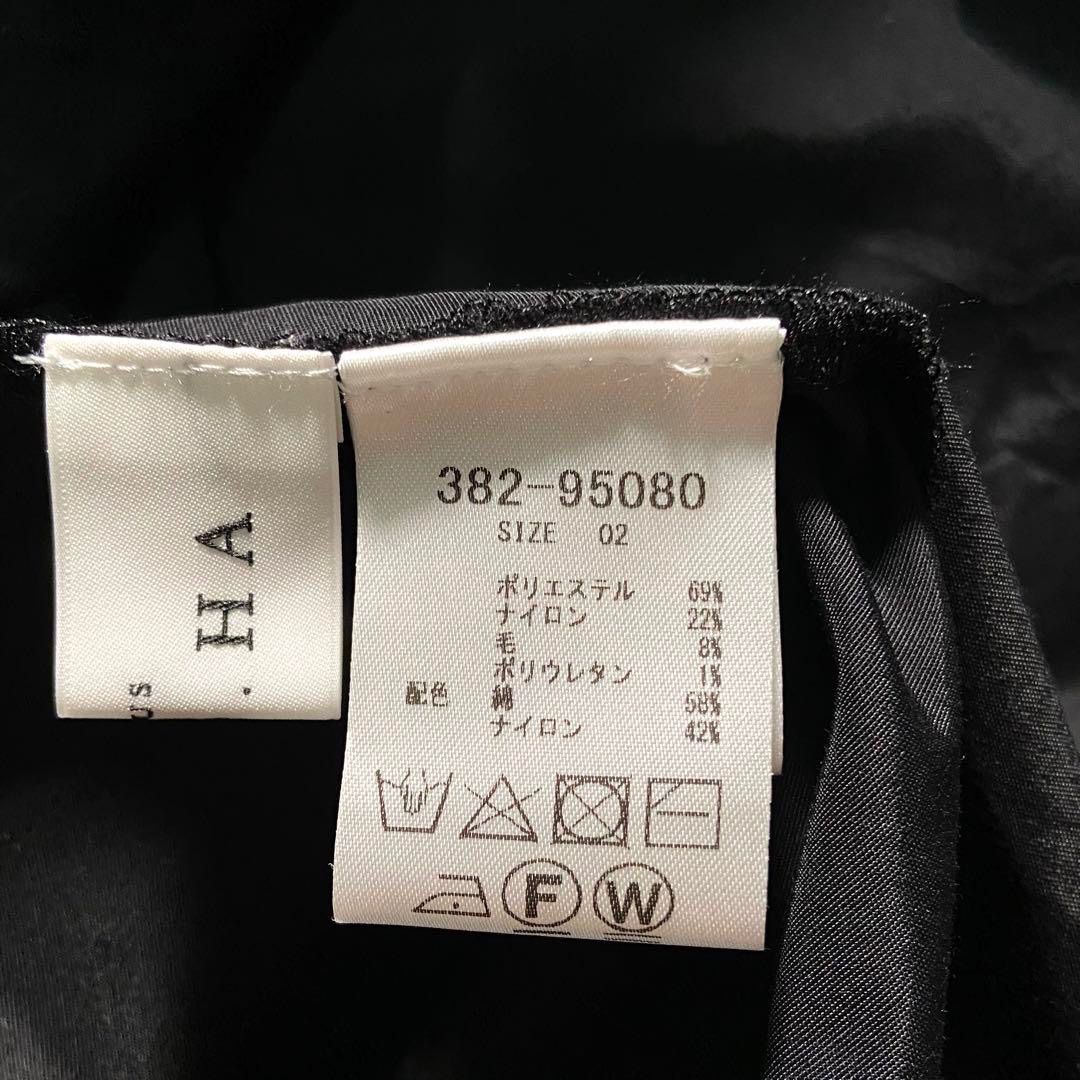 . HA
us
382-95080
SIZE 02
ポリエステル 69%
ナイロン 22%
毛 8%
ポリウレタン 1%
配色 綿 58%
ナイロン 42%
F W